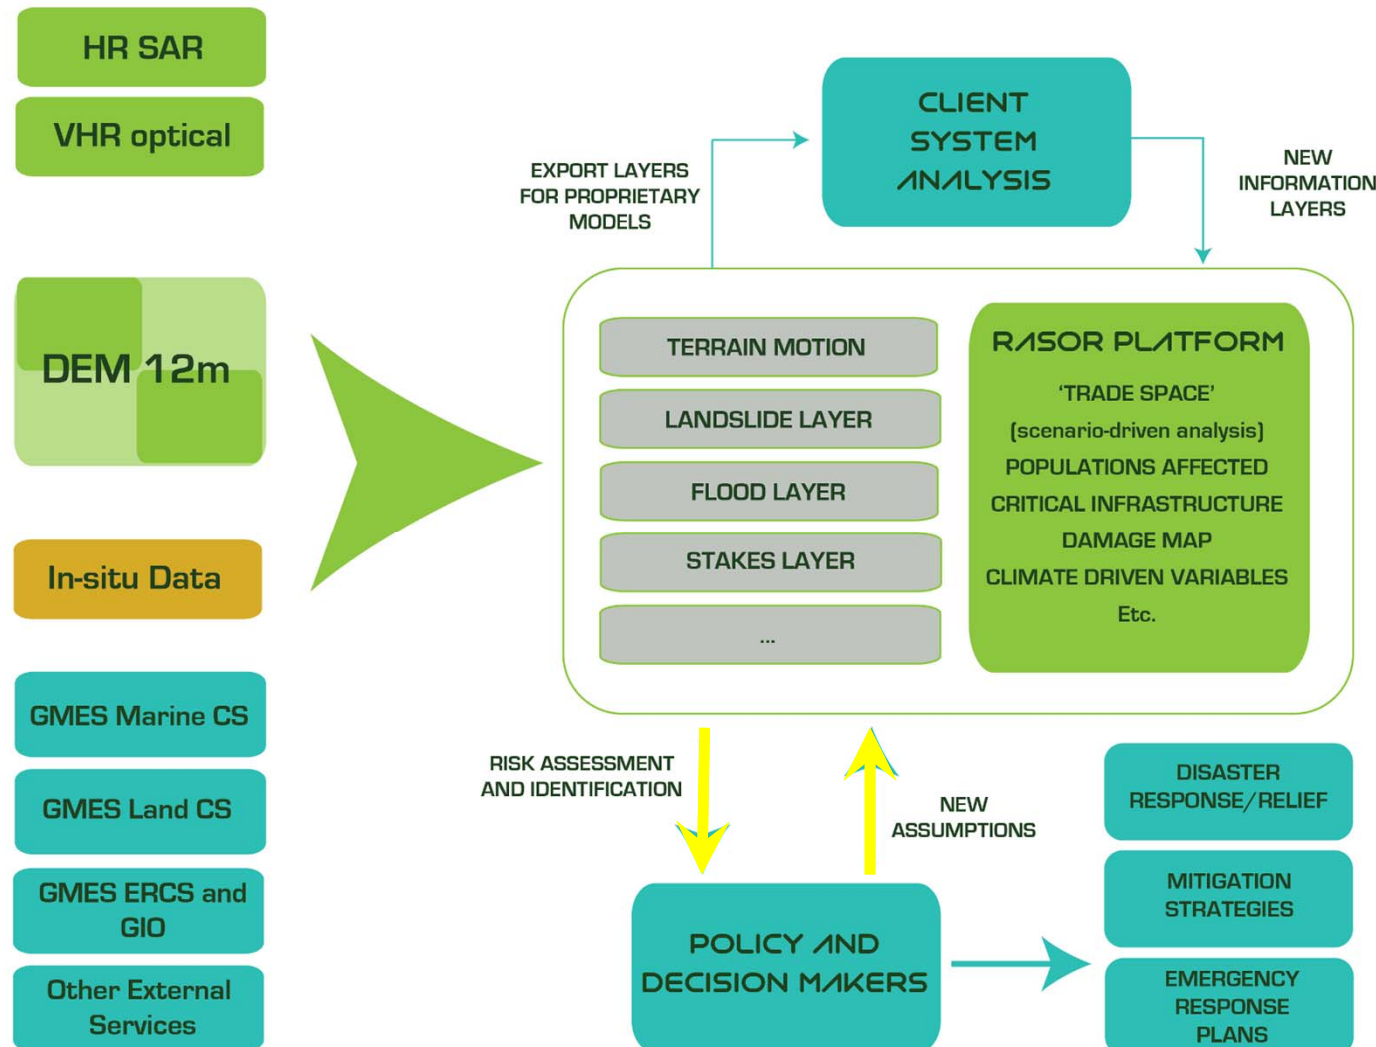 HR SAR
VHR optical
DEM 12m
In-situ Data
GMES Marine CS
GMES Land CS
GMES ERCS and
GIO
Other External
Services
EXPORT LAYERS
FOR PROPRIETARY
MODELS
CLIENT
SYSTEM
ANALYSIS
NEW
INFORMATION
LAYERS
TERRAIN MOTION
LANDSLIDE LAYER
FLOOD LAYER
STAKES LAYER
...
RASOR PLATFORM
‘TRADE SPACE’
(scenario-driven analysis)
POPULATIONS AFFECTED
CRITICAL INFRASTRUCTURE
DAMAGE MAP
CLIMATE DRIVEN VARIABLES
Etc.
RISK ASSESSMENT
AND IDENTIFICATION
NEW
ASSUMPTIONS
POLICY AND
DECISION MAKERS
DISASTER
RESPONSE/RELIEF
MITIGATION
STRATEGIES
EMERGENCY
RESPONSE
PLANS